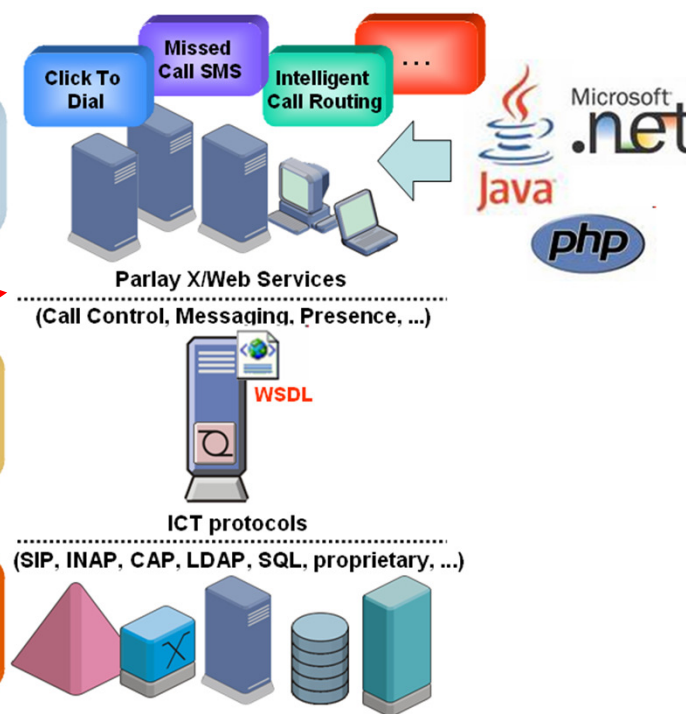 Click To
Dial
Missed
Call SMS
Intelligent
Call Routing
...
Java
Microsoft
.net
php
Parlay X/Web Services
(Call Control, Messaging, Presence, ...)
WSDL
ICT protocols
(SIP, INAP, CAP, LDAP, SQL, proprietary, ...)
X